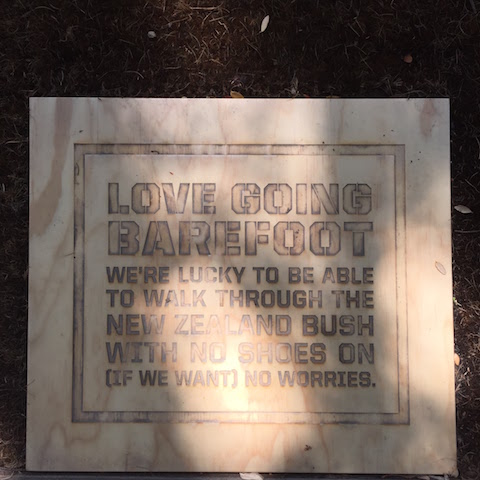 LOVE GOING
BAREFOOT
WE'RE LUCKY TO BE ABLE
TO WALK THROUGH THE
NEW ZEALAND BUSH
WITH NO SHOES ON
(IF WE WANT) NO WORRIES.